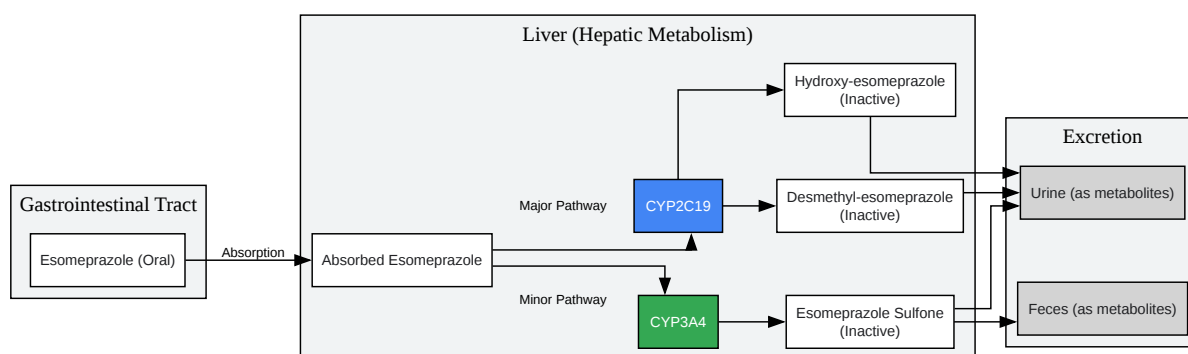 Liver (Hepatic Metabolism)
Hydroxy-esomeprazole
(Inactive)
Excretion
Gastrointestinal Tract
Major Pathway
CYP2C19
Desmethyl-esomeprazole
(Inactive)
Urine (as metabolites)
Esomeprazole (Oral)
Absorption
Absorbed Esomeprazole
Minor Pathway
CYP3A4
Esomeprazole Sulfone
(Inactive)
Feces (as metabolites)